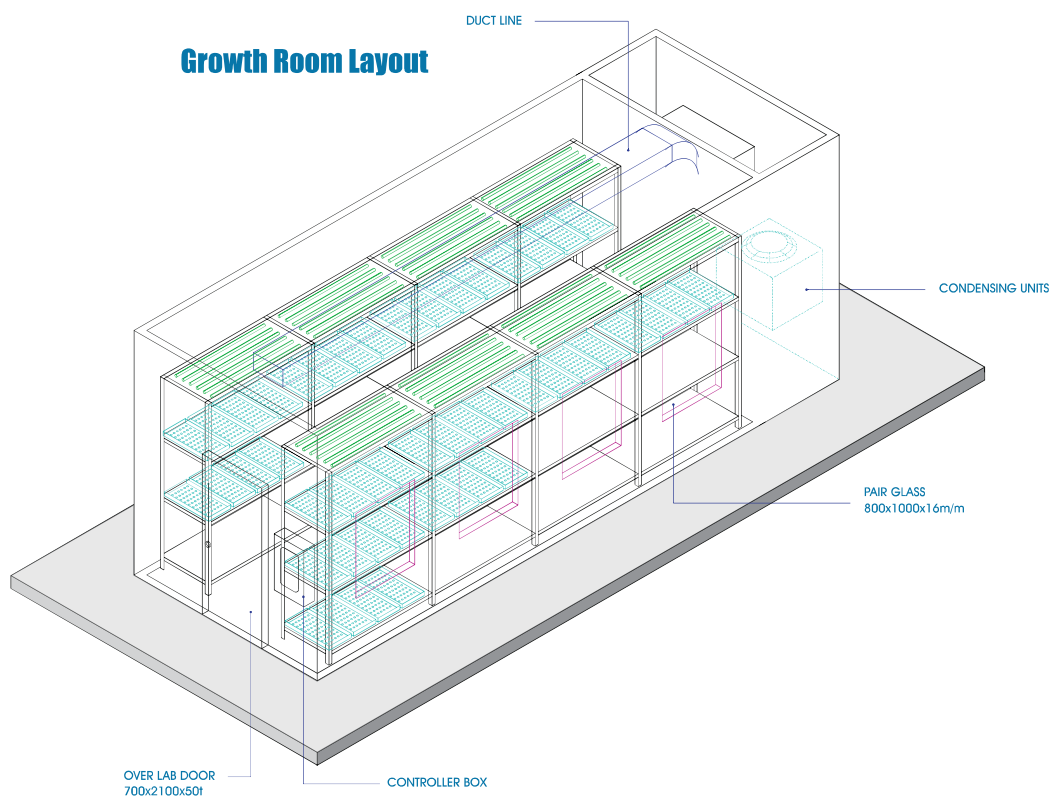 DUCT LINE
Growth Room Layout
CONDENSING UNITS
PAIR GLASS
800x1000x16m/m
OVER LAB DOOR
700x2100x50t
CONTROLLER BOX